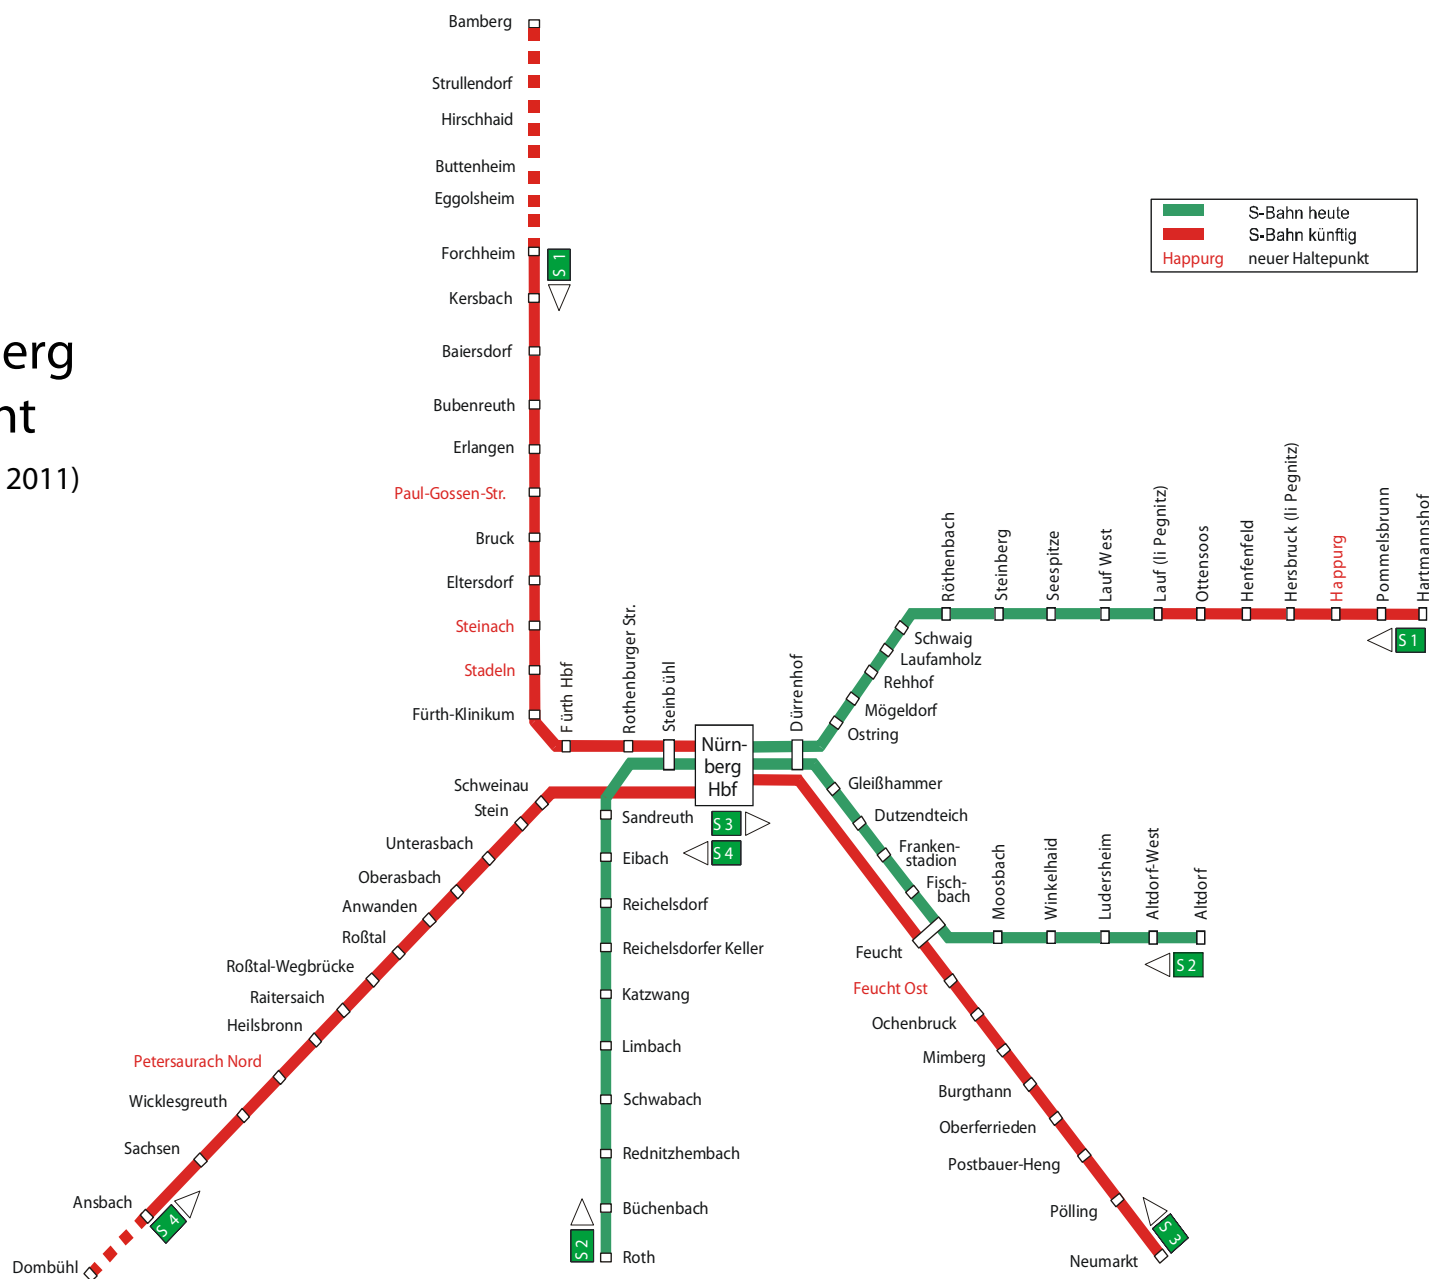 Bamberg
Strullendorf
Hirschhaid
Buttenheim
Eggolsheim
Forchheim
S 1
Kersbach
Baiersdorf
Bubenreuth
Erlangen
Paul-Gossen-Str.
Bruck
Eltersdorf
Steinach
Stadeln
Fürth-Klinikum
erg
nt
2011)
S-Bahn heute
S-Bahn künftig
Happurg neuer Haltepunkt
Fürth Hbf
Rothenburger Str.
Steinbühl
Nürn-
berg
Hbf
Dürrenhof
Röthenbach
Steinberg
Seespitze
Lauf West
Lauf (li Pegnitz)
Ottensoos
Henfenfeld
Hersbruck (li Pegnitz)
Happurg
Pommelsbrunn
Hartmannshof
S 1
Schwaig
Laufamholz
Rehhof
Mögeldorf
Ostring
Gleißhammer
Dutzendteich
Franken-
stadion
Fisch-
bach
Moosbach
Winkelhaid
Ludersheim
Altdorf-West
Altdorf
S 2
S 3
S 4
Schweinau
Stein
Unterasbach
Oberasbach
Anwanden
Roßtal
Roßtal-Wegbrücke
Raitersaich
Heilsbronn
Petersaurach Nord
Wicklesgreuth
Sachsen
Ansbach
S 4
Dombühl
Sandreuth
Eibach
Reichelsdorf
Reichelsdorfer Keller
Katzwang
Limbach
Schwabach
Rednitzhembach
Büchenbach
S 2
Roth
Feucht
Feucht Ost
Ochenbruck
Mimberg
Burgthann
Oberferrieden
Postbauer-Heng
Pölling
S 3
Neumarkt